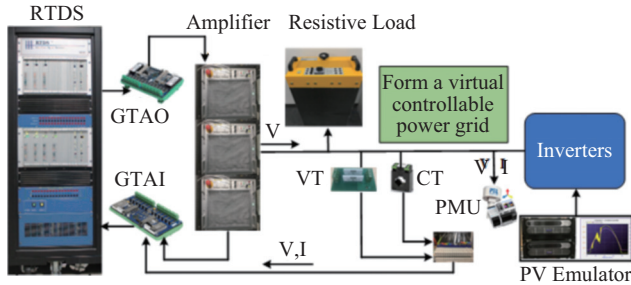 RTDS
Amplifier
Resistive Load
GTAO
V
Form a virtual
controllable
power grid
Inverters
GTAI
VT
CT
V I
PMU
V,I
PV Emulator